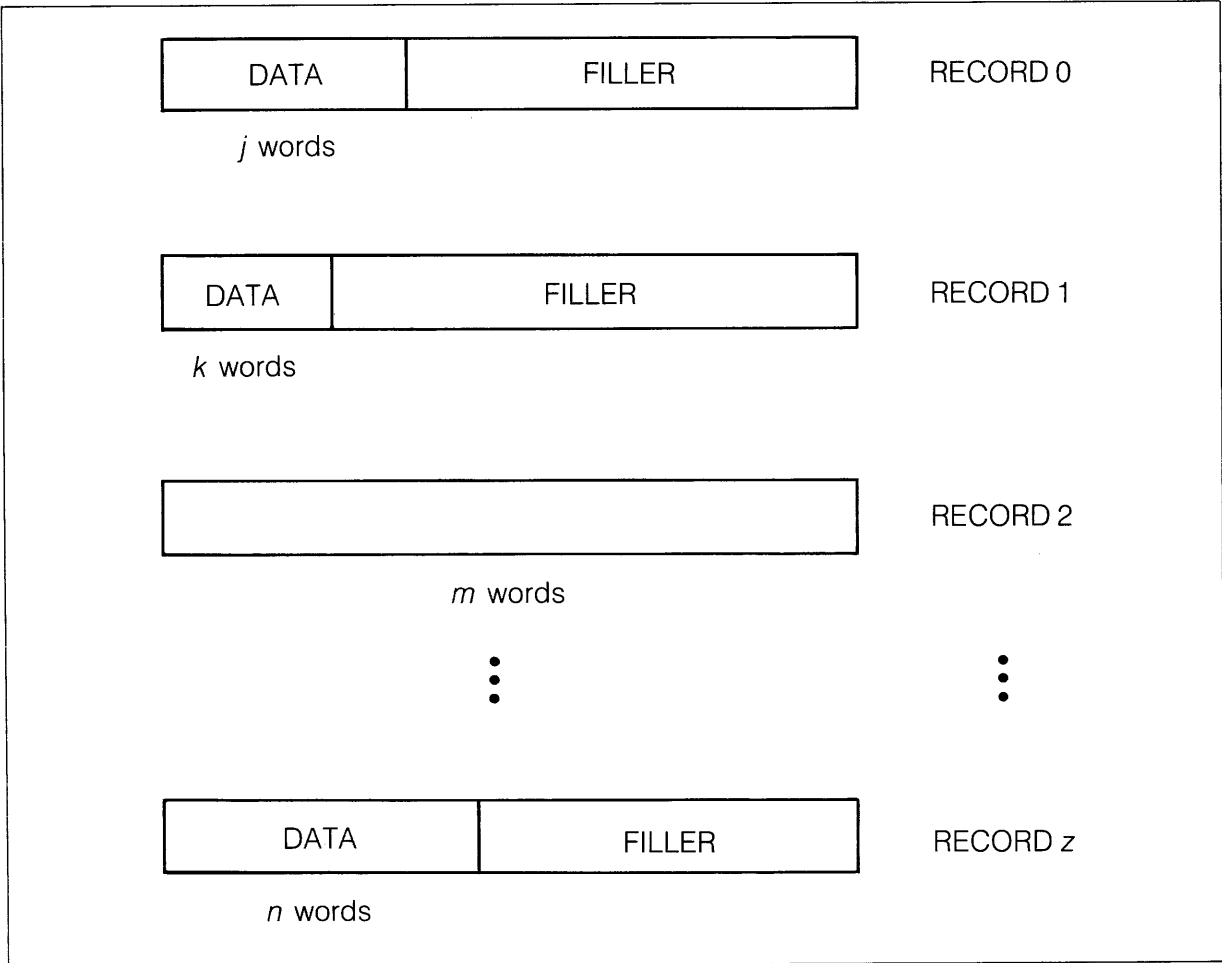 DATA FILLER RECORD 0
j words
DATA FILLER RECORD 1
k words
RECORD 2
m words
DATA FILLER RECORD z
n words